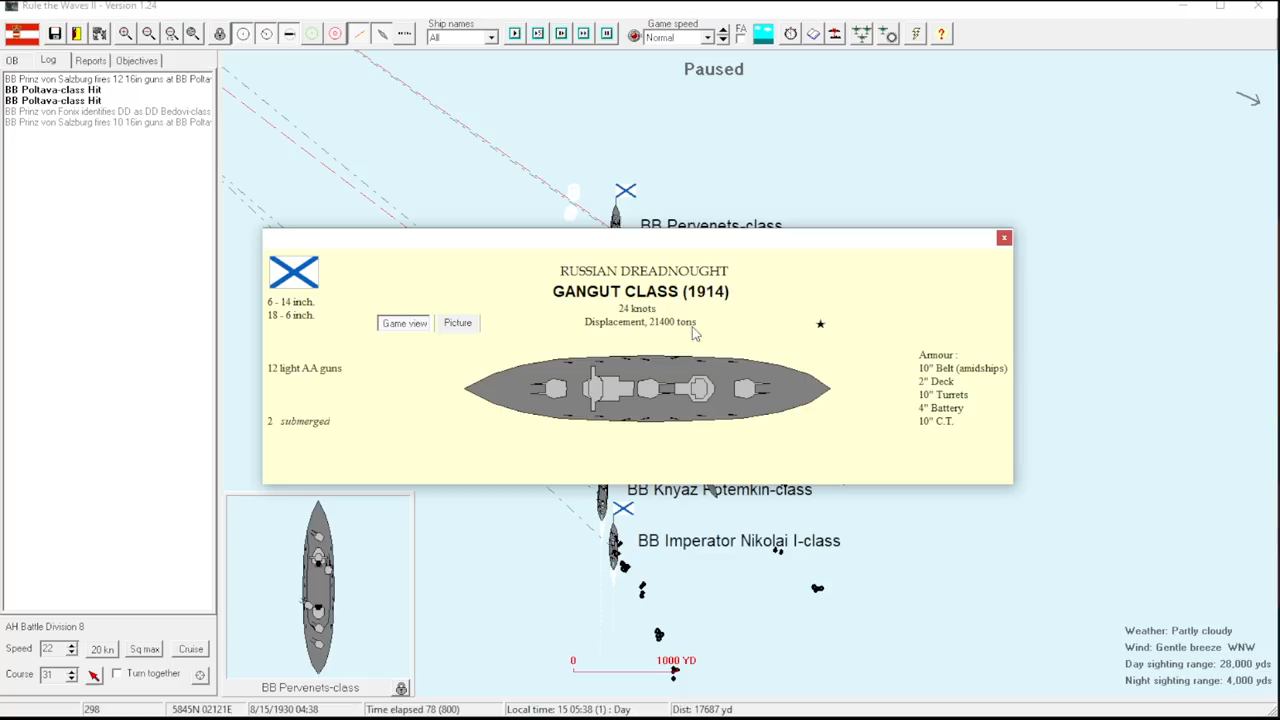 Rule the Waves II - Version 1.24
Ship names
All
Game speed
Normal
FA
OB
Log
Reports
Objectives
BB Prinz von Salzburg fires 12 16in guns at BB Polta
BB Poltava-class Hit
BB Poltava-class Hit
BB Prinz von Fonix identifies DD as DD Bedovi-class
BB Prinz von Salzburg fires 10 16in guns at BB Polta
Paused
BB Pervenets-class
RUSSIAN DREADNOUGHT
GANGUT CLASS (1914)
24 knots
Displacement, 21400 tons
6 - 14 inch.
18 - 6 inch.
Game view
Picture
12 light AA guns
2 submerged
Armour :
10" Belt (amidships)
2" Deck
10" Turrets
4" Battery
10" C.T.
BB Knyaz Potemkin-class
BB Imperator Nikolai I-class
AH Battle Division 8
Speed
22
20 kn
Sq max
Cruise
Course
31
Turn together
BB Pervenets-class
0
1000 YD
Weather: Partly cloudy
Wind: Gentle breeze WNW
Day sighting range: 28,000 yds
Night sighting range: 4,000 yds
298
5845N 02121E
8/15/1930 04:38
Time elapsed 78 (800)
Local time: 15 05:38 (1) : Day
Dist: 17687 yd